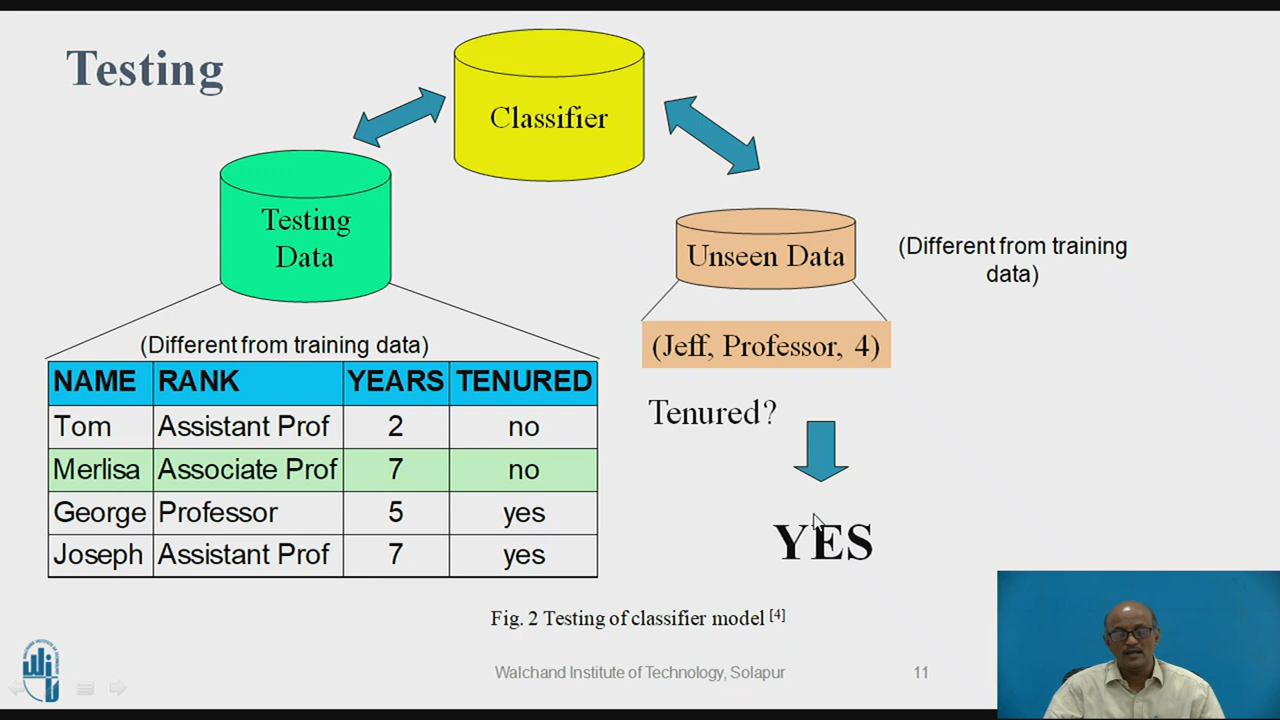 Testing
Classifier
Testing
Data
Unseen Data
(Different from training
data)
(Different from training data)
(Jeff, Professor, 4)
NAME RANK YEARS TENURED
Tom Assistant Prof 2 no
Merlisa Associate Prof 7 no
George Professor 5 yes
Joseph Assistant Prof 7 yes
Tenured?
YES
Fig. 2 Testing of classifier model [4]
Walchand Institute of Technology, Solapur
11